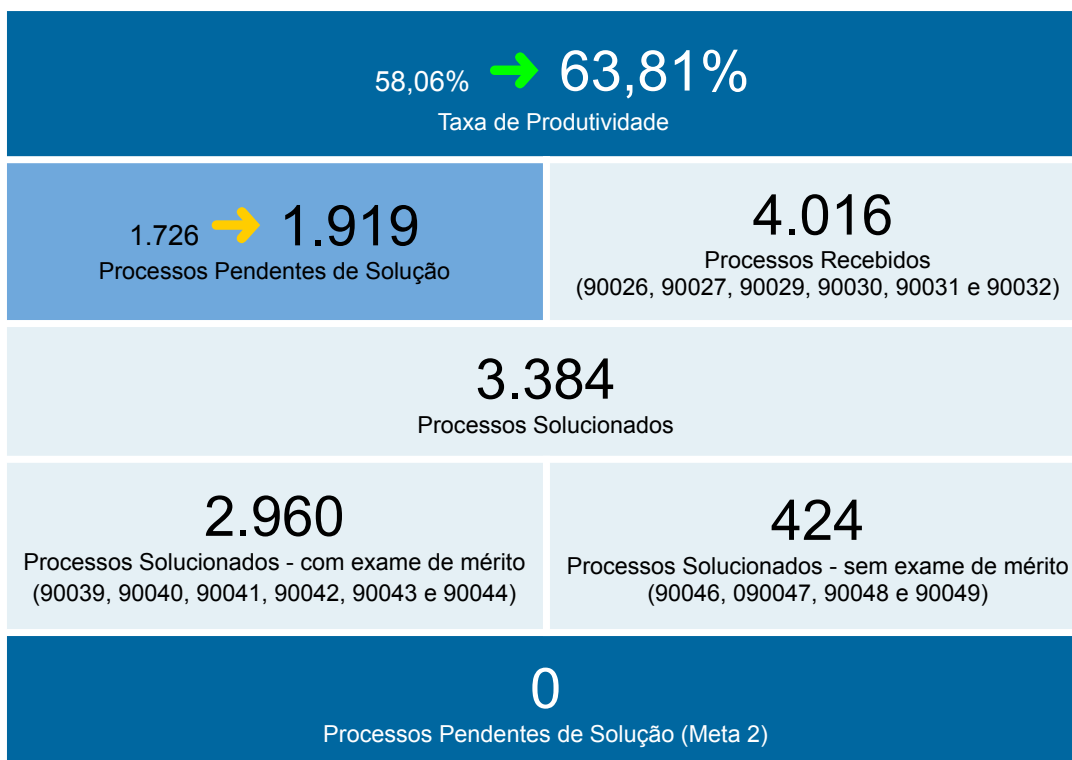 58,06% ➜ 63,81%
Taxa de Produtividade
1.726 ➜ 1.919
Processos Pendentes de Solução
4.016
Processos Recebidos
(90026, 90027, 90029, 90030, 90031 e 90032)
3.384
Processos Solucionados
2.960
Processos Solucionados - com exame de mérito
(90039, 90040, 90041, 90042, 90043 e 90044)
424
Processos Solucionados - sem exame de mérito
(90046, 090047, 90048 e 90049)
0
Processos Pendentes de Solução (Meta 2)